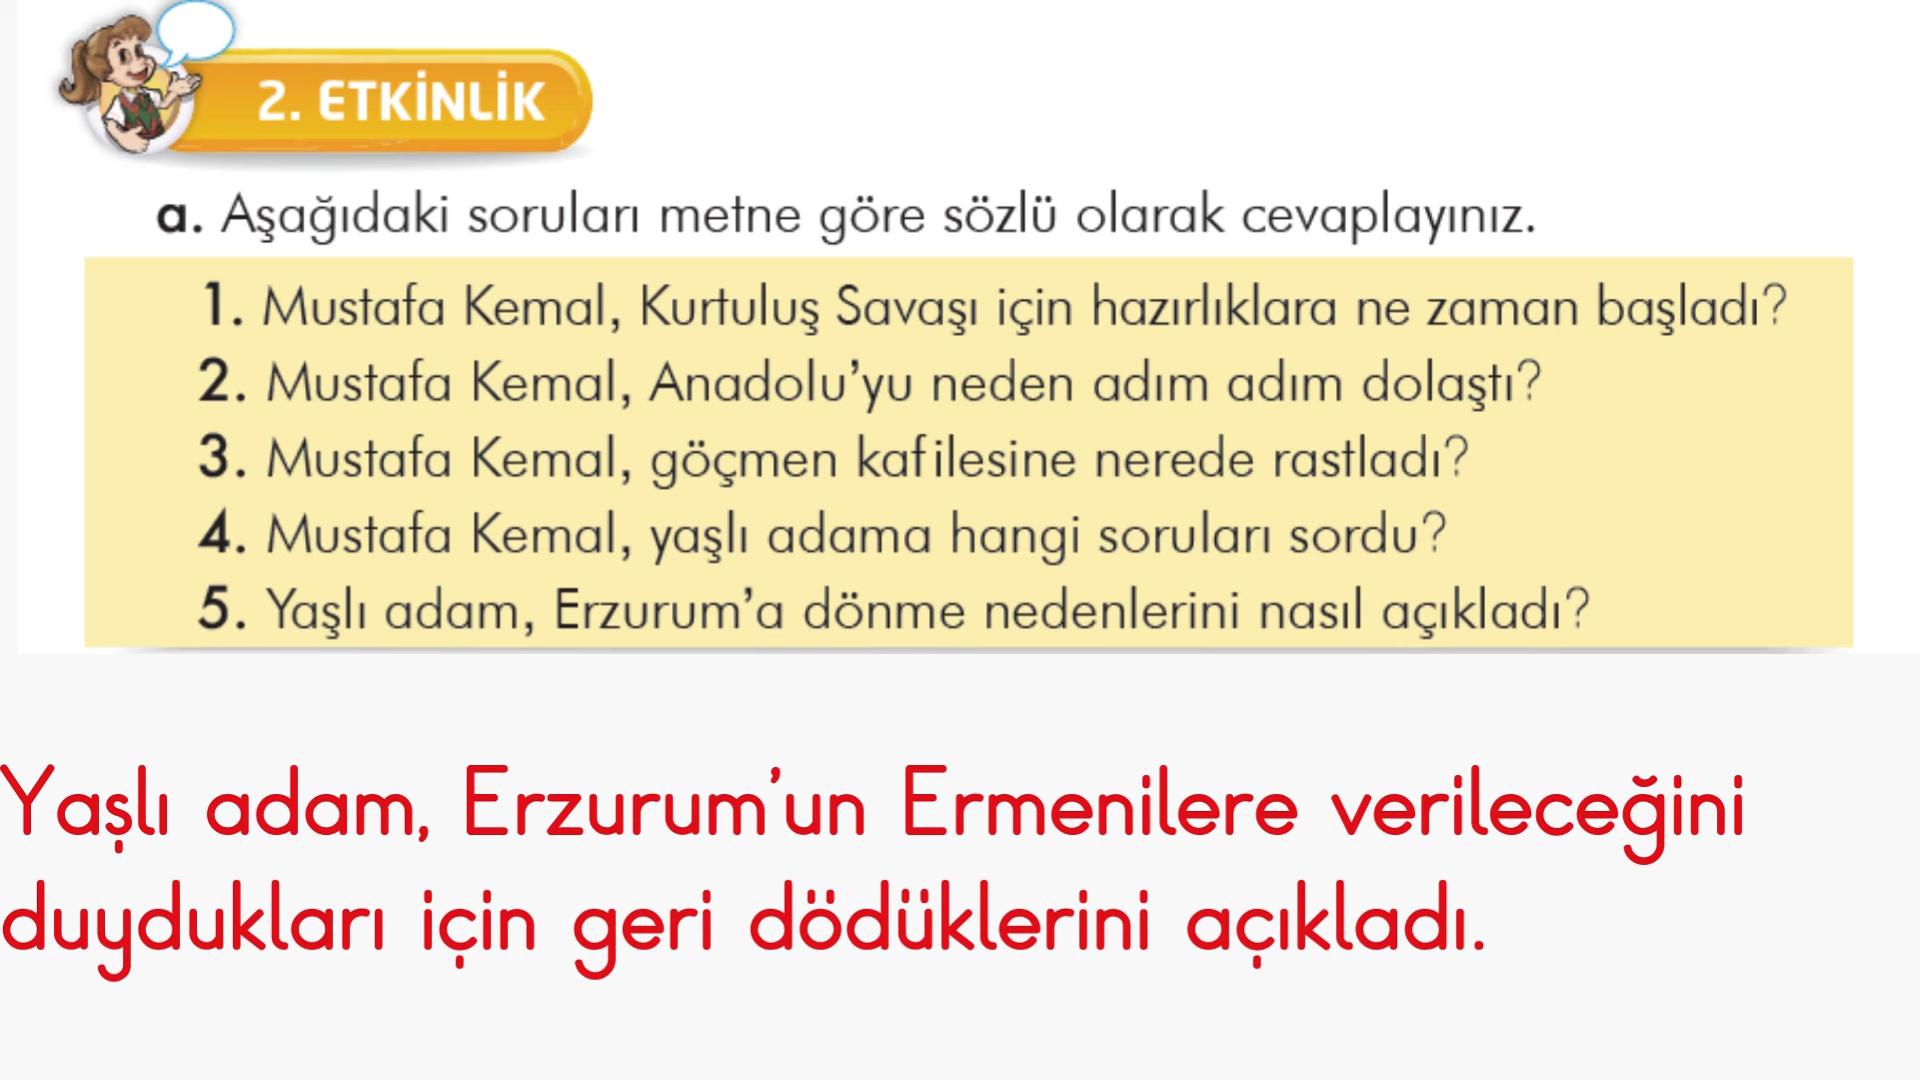 2. ETKİNLİK
a. Aşağıdaki soruları metne göre sözlü olarak cevaplayınız.
1. Mustafa Kemal, Kurtuluş Savaşı için hazırlıklara ne zaman başladı?
2. Mustafa Kemal, Anadolu'yu neden adım adım dolaştı?
3. Mustafa Kemal, göçmen kafilesine nerede rastladı?
4. Mustafa Kemal, yaşlı adama hangi soruları sordu?
5. Yaşlı adam, Erzurum'a dönme nedenlerini nasıl açıkladı?
Yaşlı adam, Erzurum'un Ermenilere verileceğini
duydukları için geri dödüklerini açıkladı.